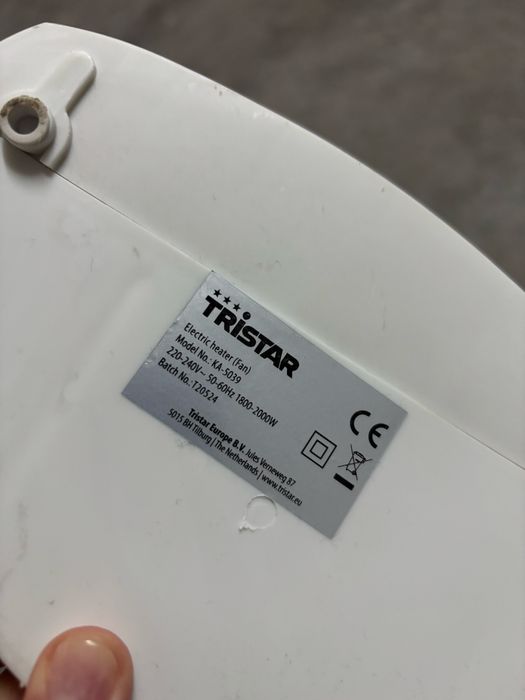 TRISTAR
Electric heater (Fan)
Model No.: KA-5039
220-240V~ 50-60Hz 1800-2000W
Batch No.: T20524
Tristar Europe B.V. Jules Verneweg 87
5015 BH Tilburg | The Netherlands | www.tristar.eu
CE